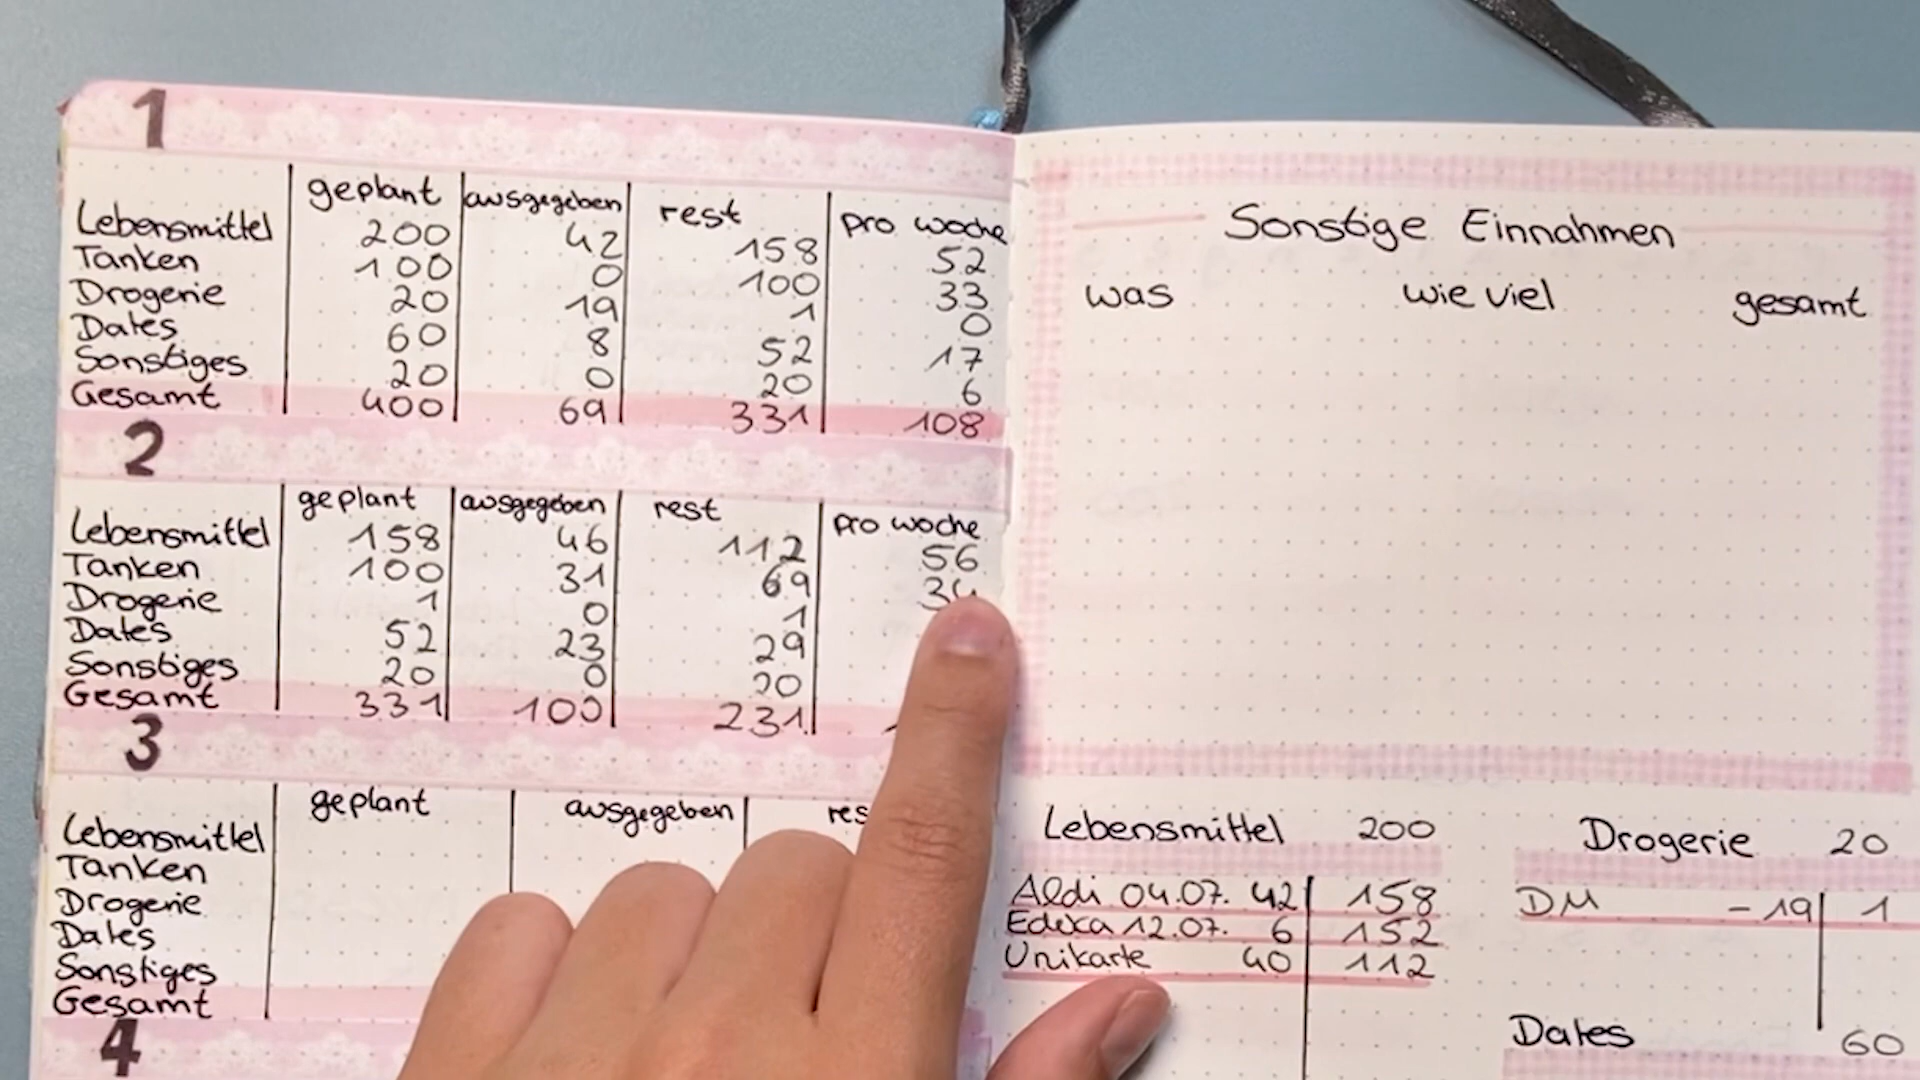 1
geplant ausgegeben rest pro woche
Lebensmittel 200 42 158 52
Tanken 100 0 100 33
Drogerie 20 19 1 0
Dates 60 8 52 17
Sonstiges 20 0 20 6
Gesamt 400 69 331 108
2
geplant ausgegeben rest pro woche
Lebensmittel 158 46 112 56
Tanken 100 31 69 34
Drogerie 1 0 1
Dates 52 23 29
Sonstiges 20 0 20
Gesamt 331 100 231
3
geplant ausgegeben
Lebensmittel
Tanken
Drogerie
Dates
Sonstiges
Gesamt
4
Sonstige Einnahmen
was wie viel gesamt
Lebensmittel 200
Aldi 04.07. 42 158
Edeka 12.07. 6 152
Unikarte 40 112
Drogerie 20
DM -19 1
Dates 60